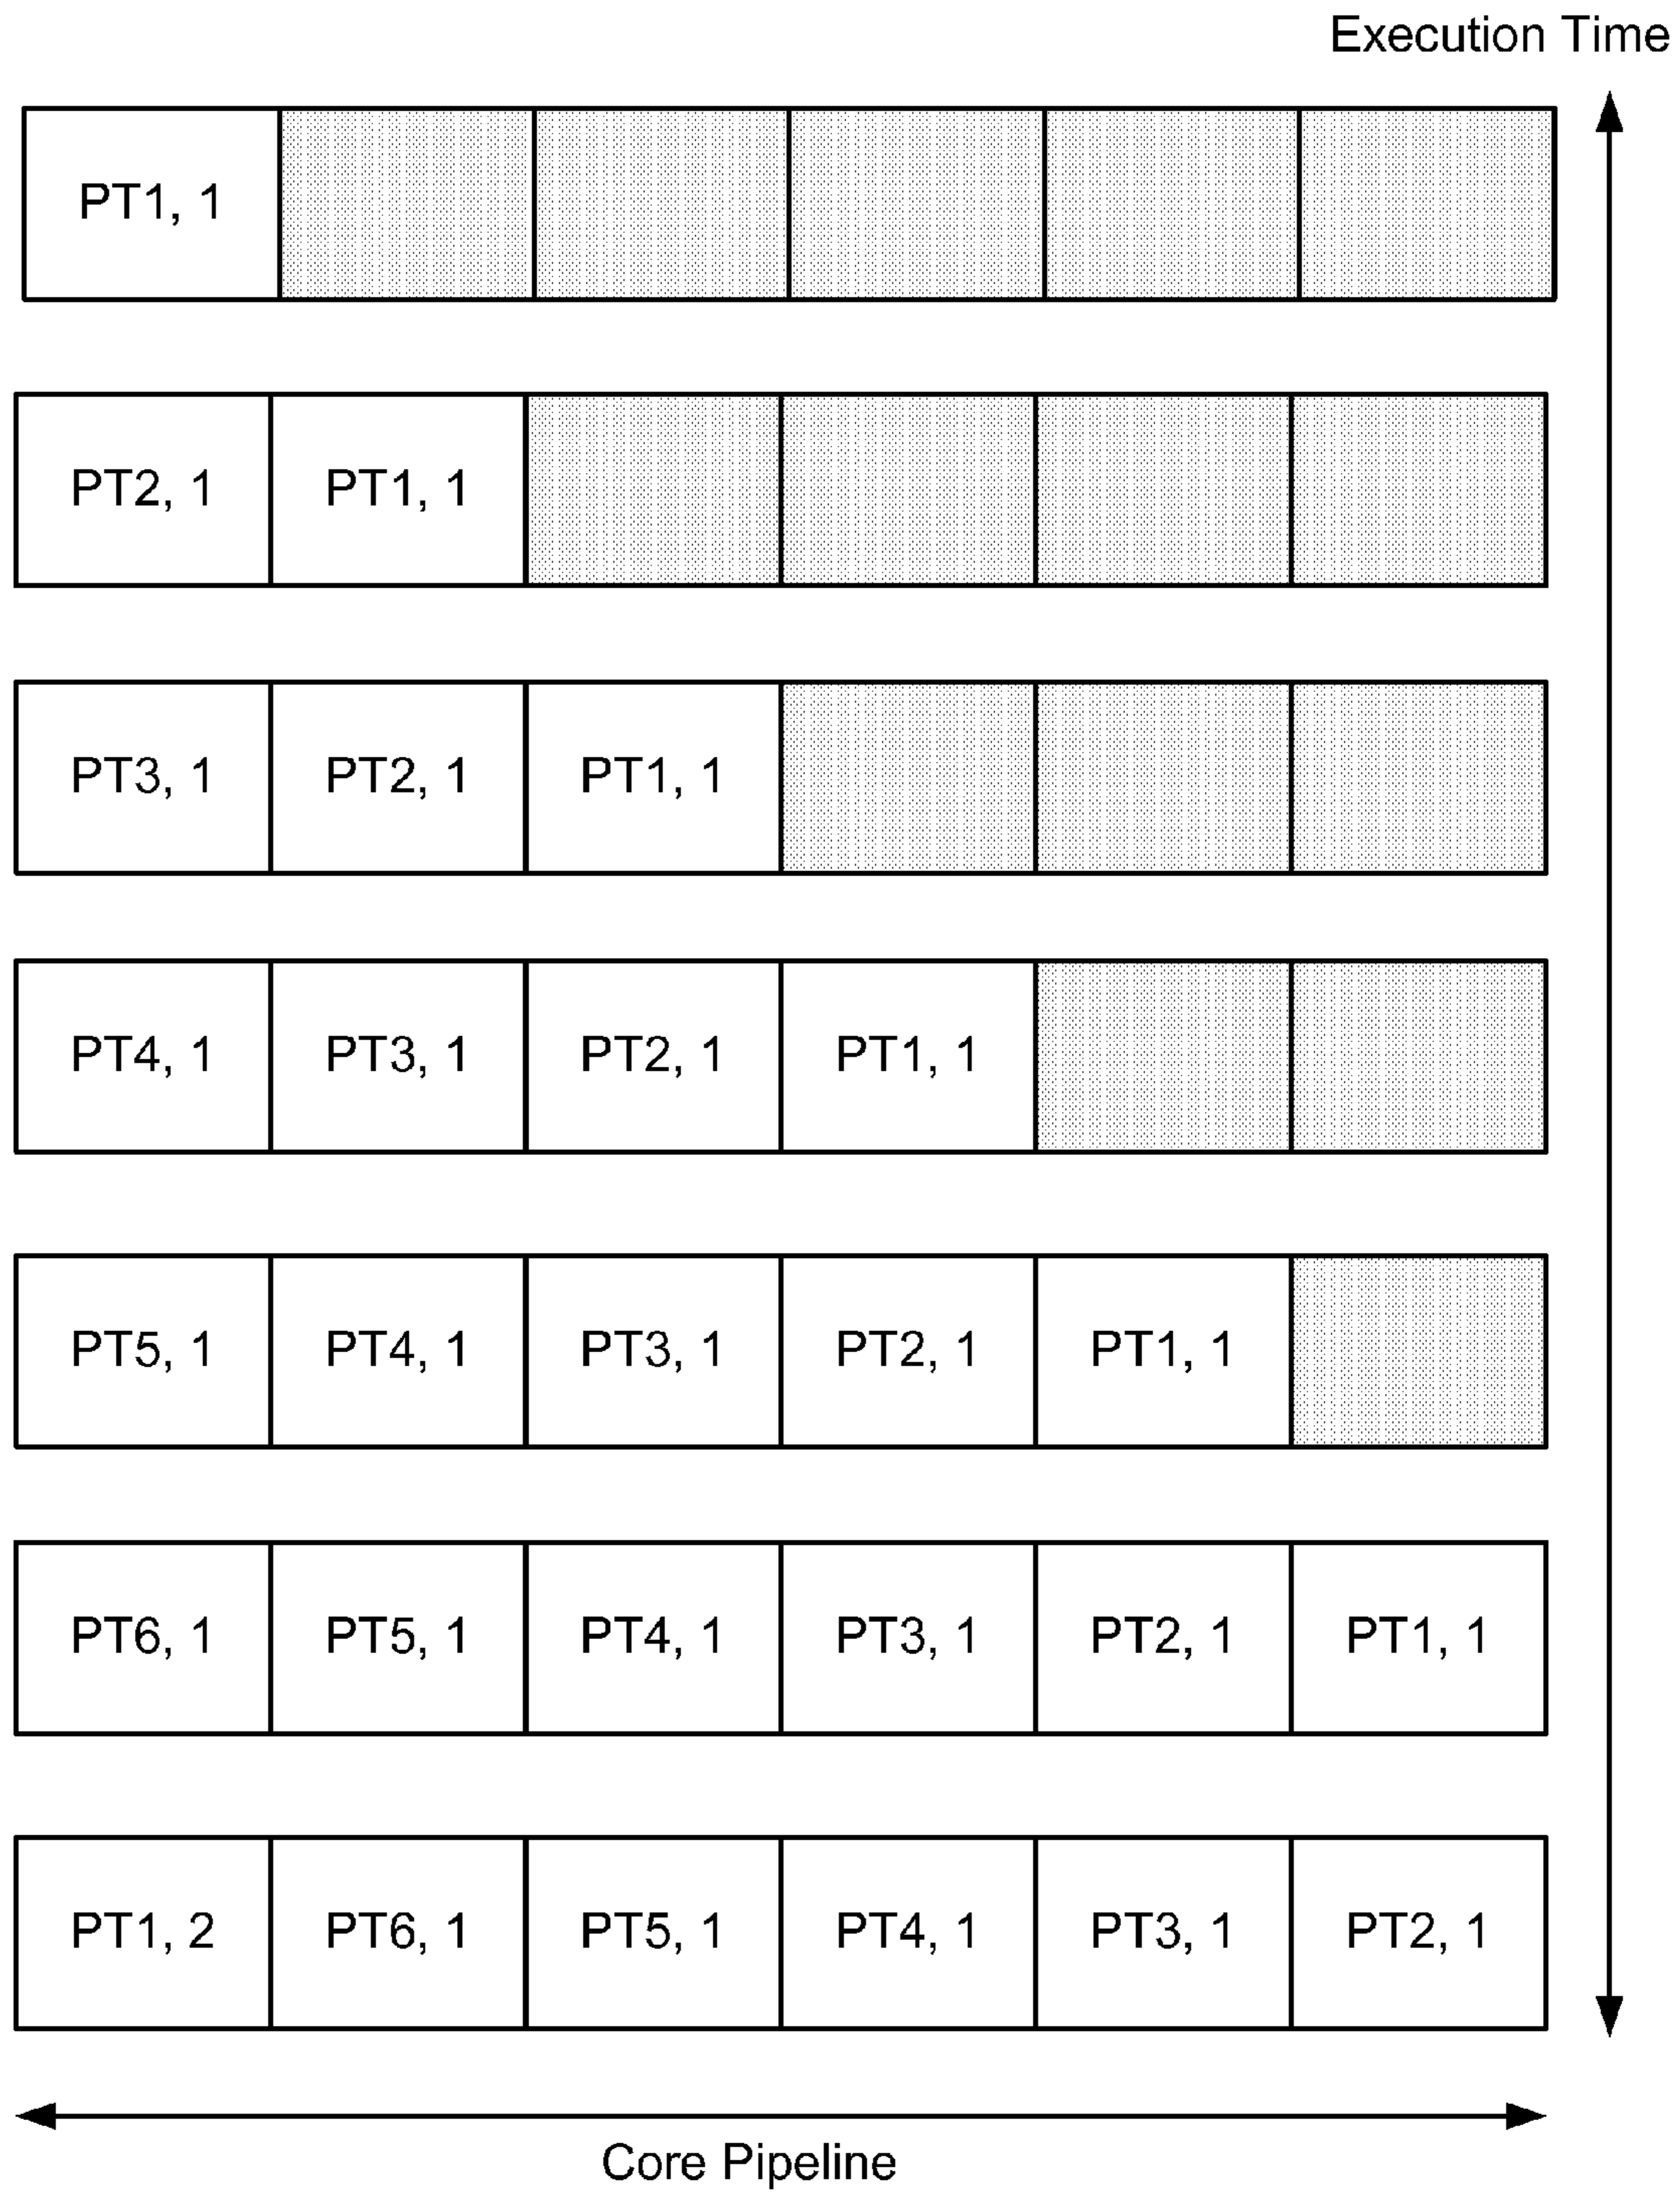 Execution Time
PT1, 1
PT2, 1 PT1, 1
PT3, 1 PT2, 1 PT1, 1
PT4, 1 PT3, 1 PT2, 1 PT1, 1
PT5, 1 PT4, 1 PT3, 1 PT2, 1 PT1, 1
PT6, 1 PT5, 1 PT4, 1 PT3, 1 PT2, 1 PT1, 1
PT1, 2 PT6, 1 PT5, 1 PT4, 1 PT3, 1 PT2, 1
Core Pipeline